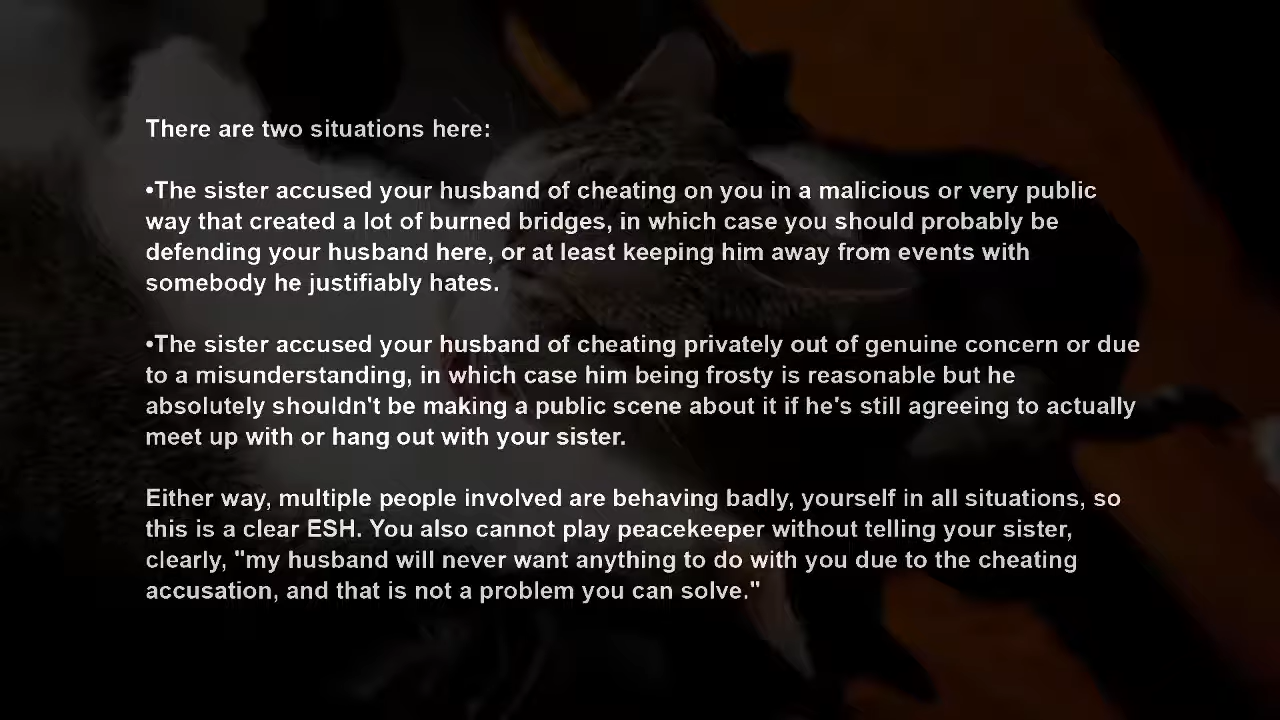 There are two situations here:
•The sister accused your husband of cheating on you in a malicious or very public
way that created a lot of burned bridges, in which case you should probably be
defending your husband here, or at least keeping him away from events with
somebody he justifiably hates.
•The sister accused your husband of cheating privately out of genuine concern or due
to a misunderstanding, in which case him being frosty is reasonable but he
absolutely shouldn't be making a public scene about it if he's still agreeing to actually
meet up with or hang out with your sister.
Either way, multiple people involved are behaving badly, yourself in all situations, so
this is a clear ESH. You also cannot play peacekeeper without telling your sister,
clearly, "my husband will never want anything to do with you due to the cheating
accusation, and that is not a problem you can solve."